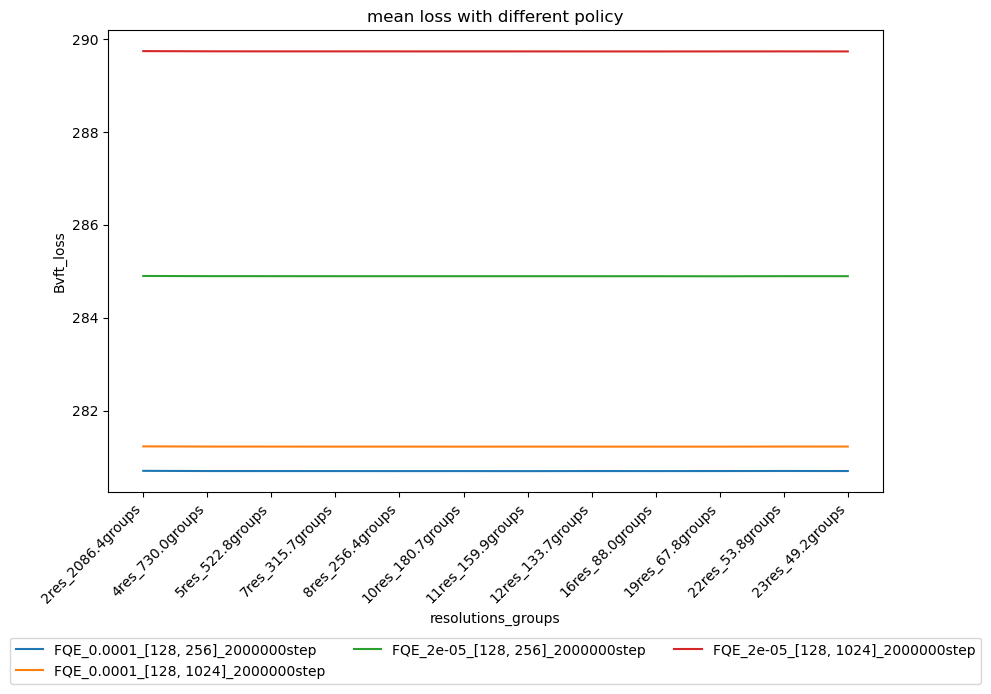 mean loss with different policy
290
288
286
284
282
Bvft_loss
2res_2086.4groups
4res_730.0groups
5res_522.8groups
7res_315.7groups
8res_256.4groups
10res_180.7groups
11res_159.9groups
12res_133.7groups
16res_88.0groups
19res_67.8groups
22res_53.8groups
23res_49.2groups
resolutions_groups
FQE_0.0001_[128, 256]_2000000step
FQE_0.0001_[128, 1024]_2000000step
FQE_2e-05_[128, 256]_2000000step
FQE_2e-05_[128, 1024]_2000000step